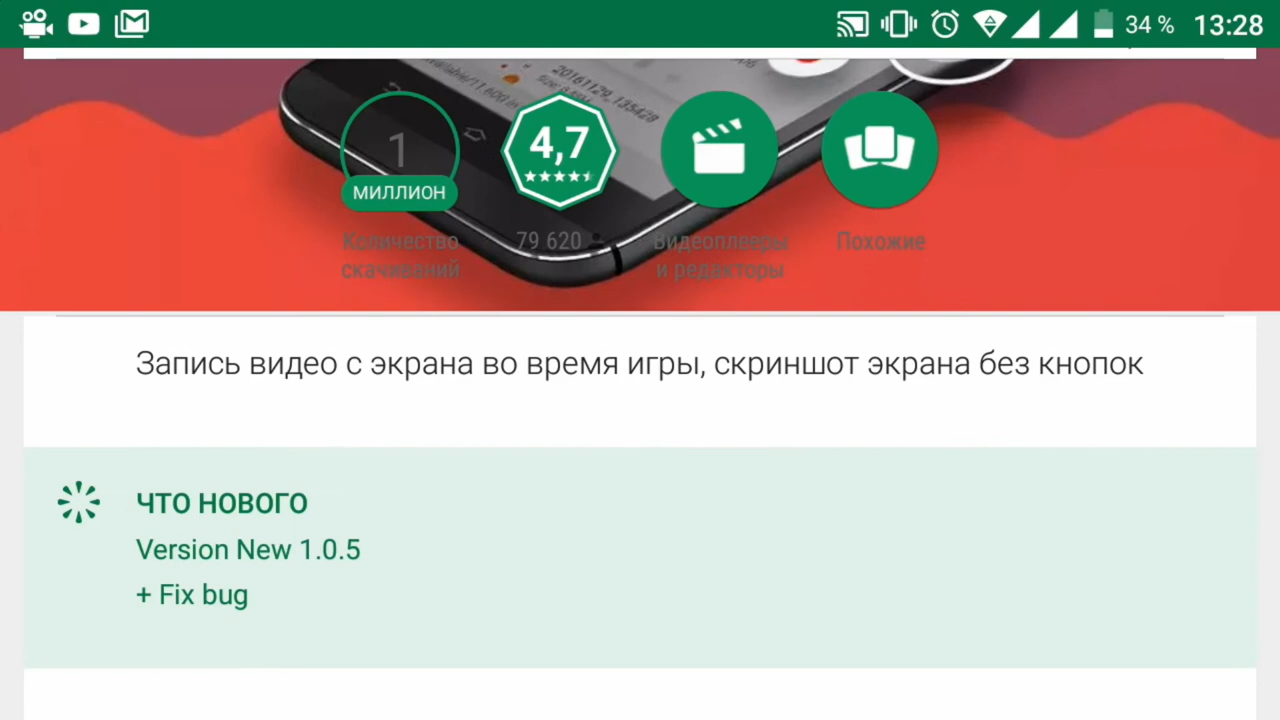 34 %
13:28
20161129_135428
1
МИЛЛИОН
4,7
Количество
скачиваний
79 620
Видеоплееры
и редакторы
Похожие
Запись видео с экрана во время игры, скриншот экрана без кнопок
ЧТО НОВОГО
Version New 1.0.5
+ Fix bug